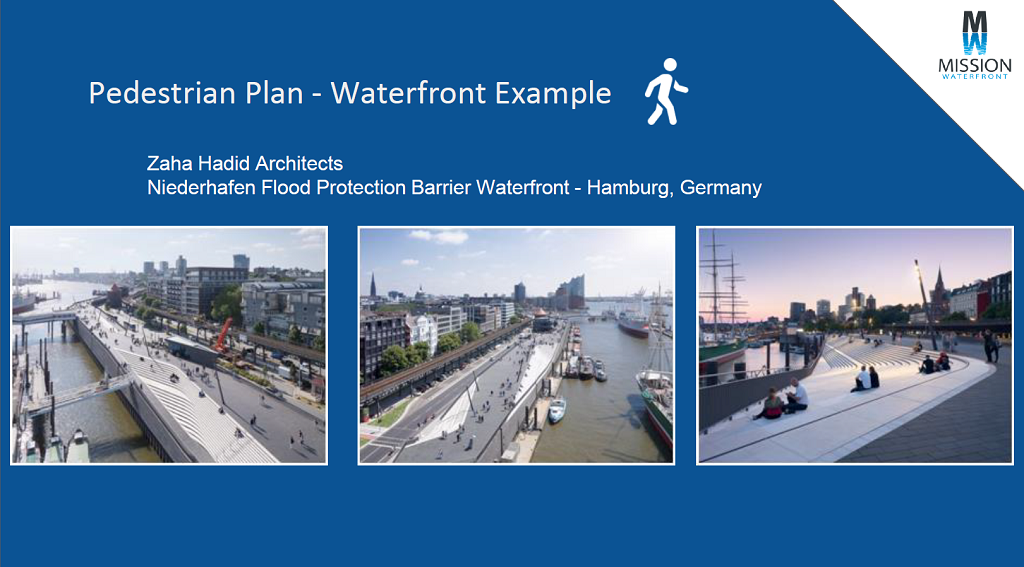 MW
MISSION
WATERFRONT
Pedestrian Plan - Waterfront Example
Zaha Hadid Architects
Niederhafen Flood Protection Barrier Waterfront - Hamburg, Germany